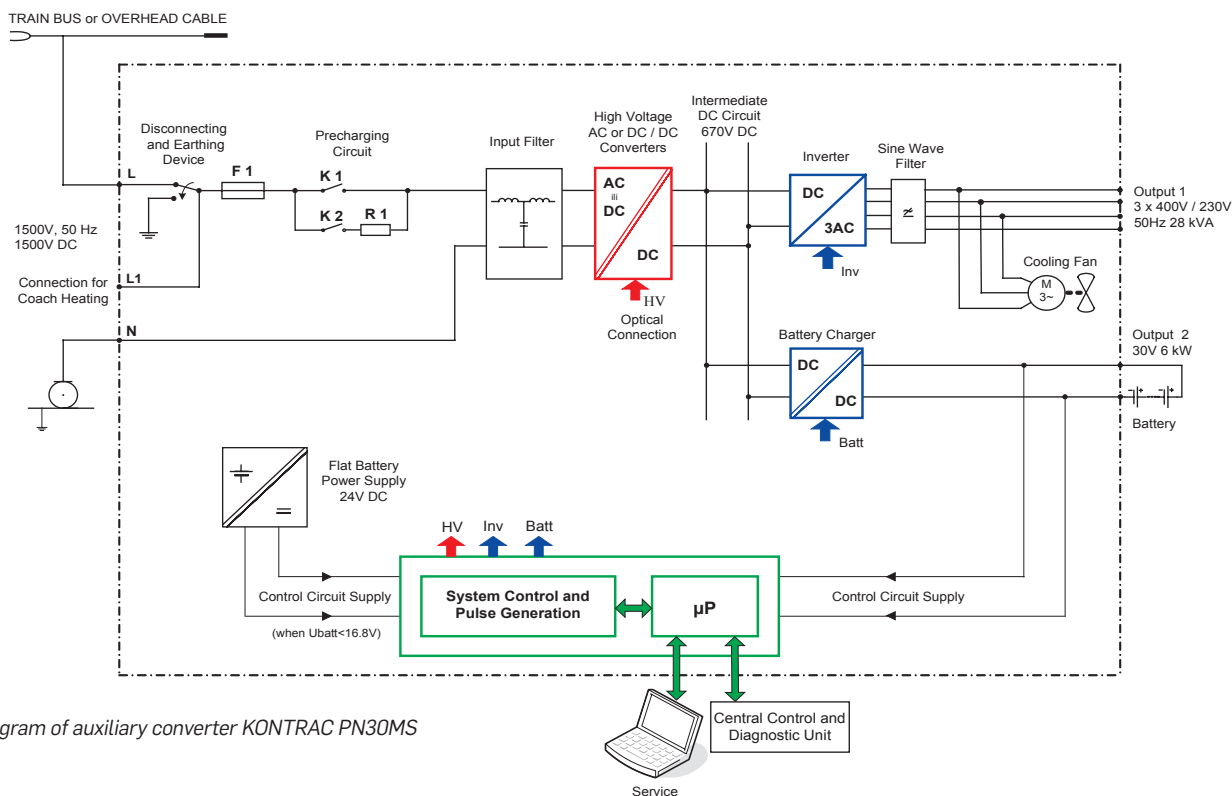 TRAIN BUS or OVERHEAD CABLE
Disconnecting
and Earthing
Device
L
F 1
Precharging
Circuit
K 1
K 2
R 1
Input Filter
High Voltage
AC or DC / DC
Converters
AC
ili
DC
DC
HV
Optical
Connection
Intermediate
DC Circuit
670V DC
Inverter
DC
3AC
Inv
Sine Wave
Filter
≂
Output 1
3 x 400V / 230V
50Hz 28 kVA
Cooling Fan
M
3~
1500V, 50 Hz
1500V DC
Connection for
Coach Heating
L1
N
Battery Charger
DC
DC
Batt
Output 2
30V 6 kW
- + - +
Battery
Flat Battery
Power Supply
24V DC
HV
Inv
Batt
Control Circuit Supply
(when Ubatt<16.8V)
System Control and
Pulse Generation
µP
Control Circuit Supply
gram of auxiliary converter KONTRAC PN30MS
Central Control and
Diagnostic Unit
Service